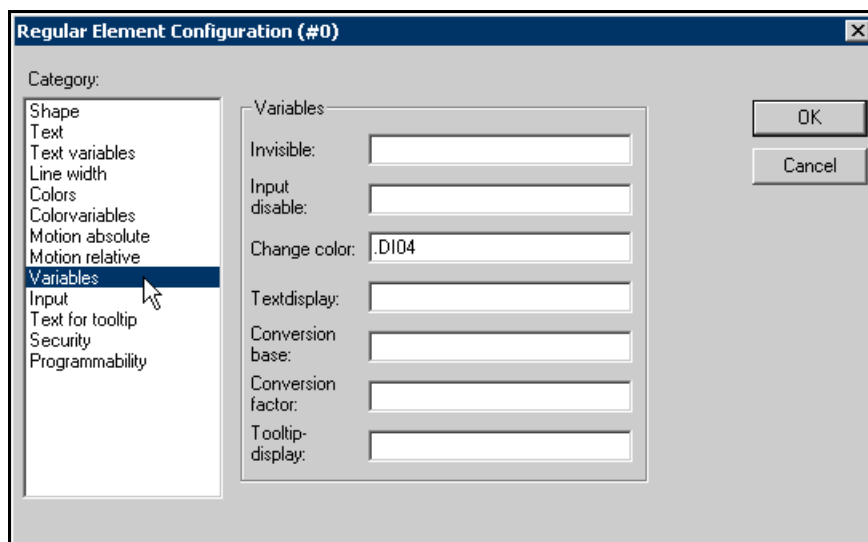 Regular Element Configuration (#0)
Category:
Shape
Text
Text variables
Line width
Colors
Colorvariables
Motion absolute
Motion relative
Variables
Input
Text for tooltip
Security
Programmability
Variables
Invisible:
Input
disable:
Change color: .DI04
Textdisplay:
Conversion
base:
Conversion
factor:
Tooltip-
display:
OK
Cancel